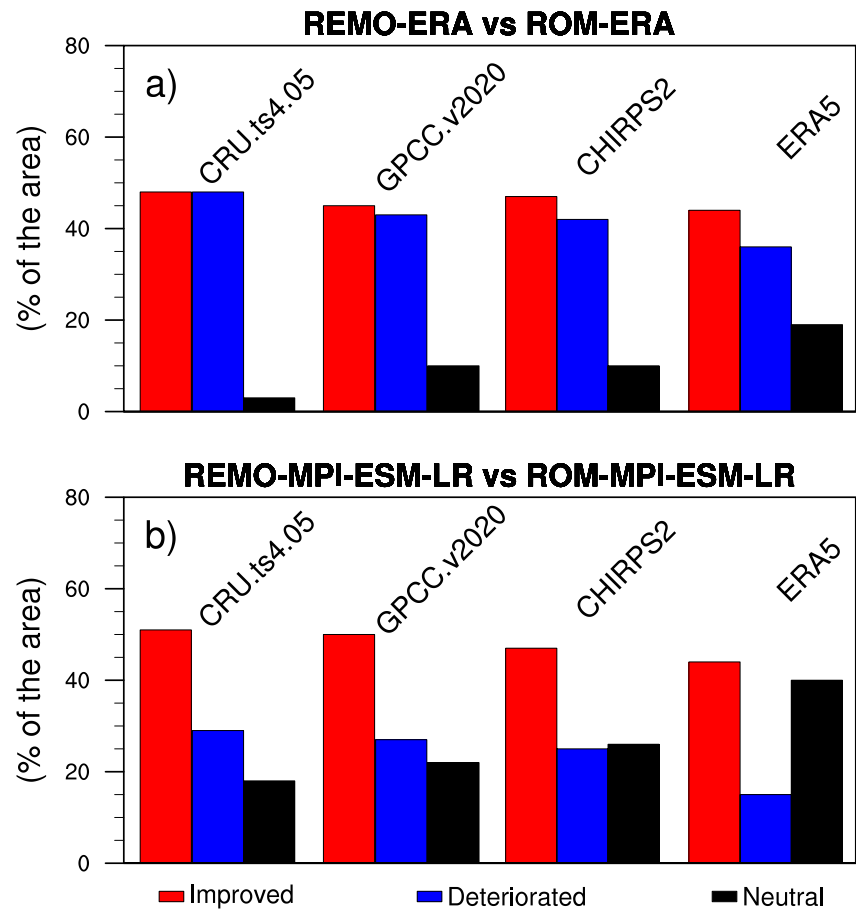 REMO-ERA vs ROM-ERA
80
60
40
20
0
(% of the area)
a)
CRU.ts4.05
GPCC.v2020
CHIRPS2
ERA5
REMO-MPI-ESM-LR vs ROM-MPI-ESM-LR
80
60
40
20
0
(% of the area)
b)
CRU.ts4.05
GPCC.v2020
CHIRPS2
ERA5
Improved
Deteriorated
Neutral